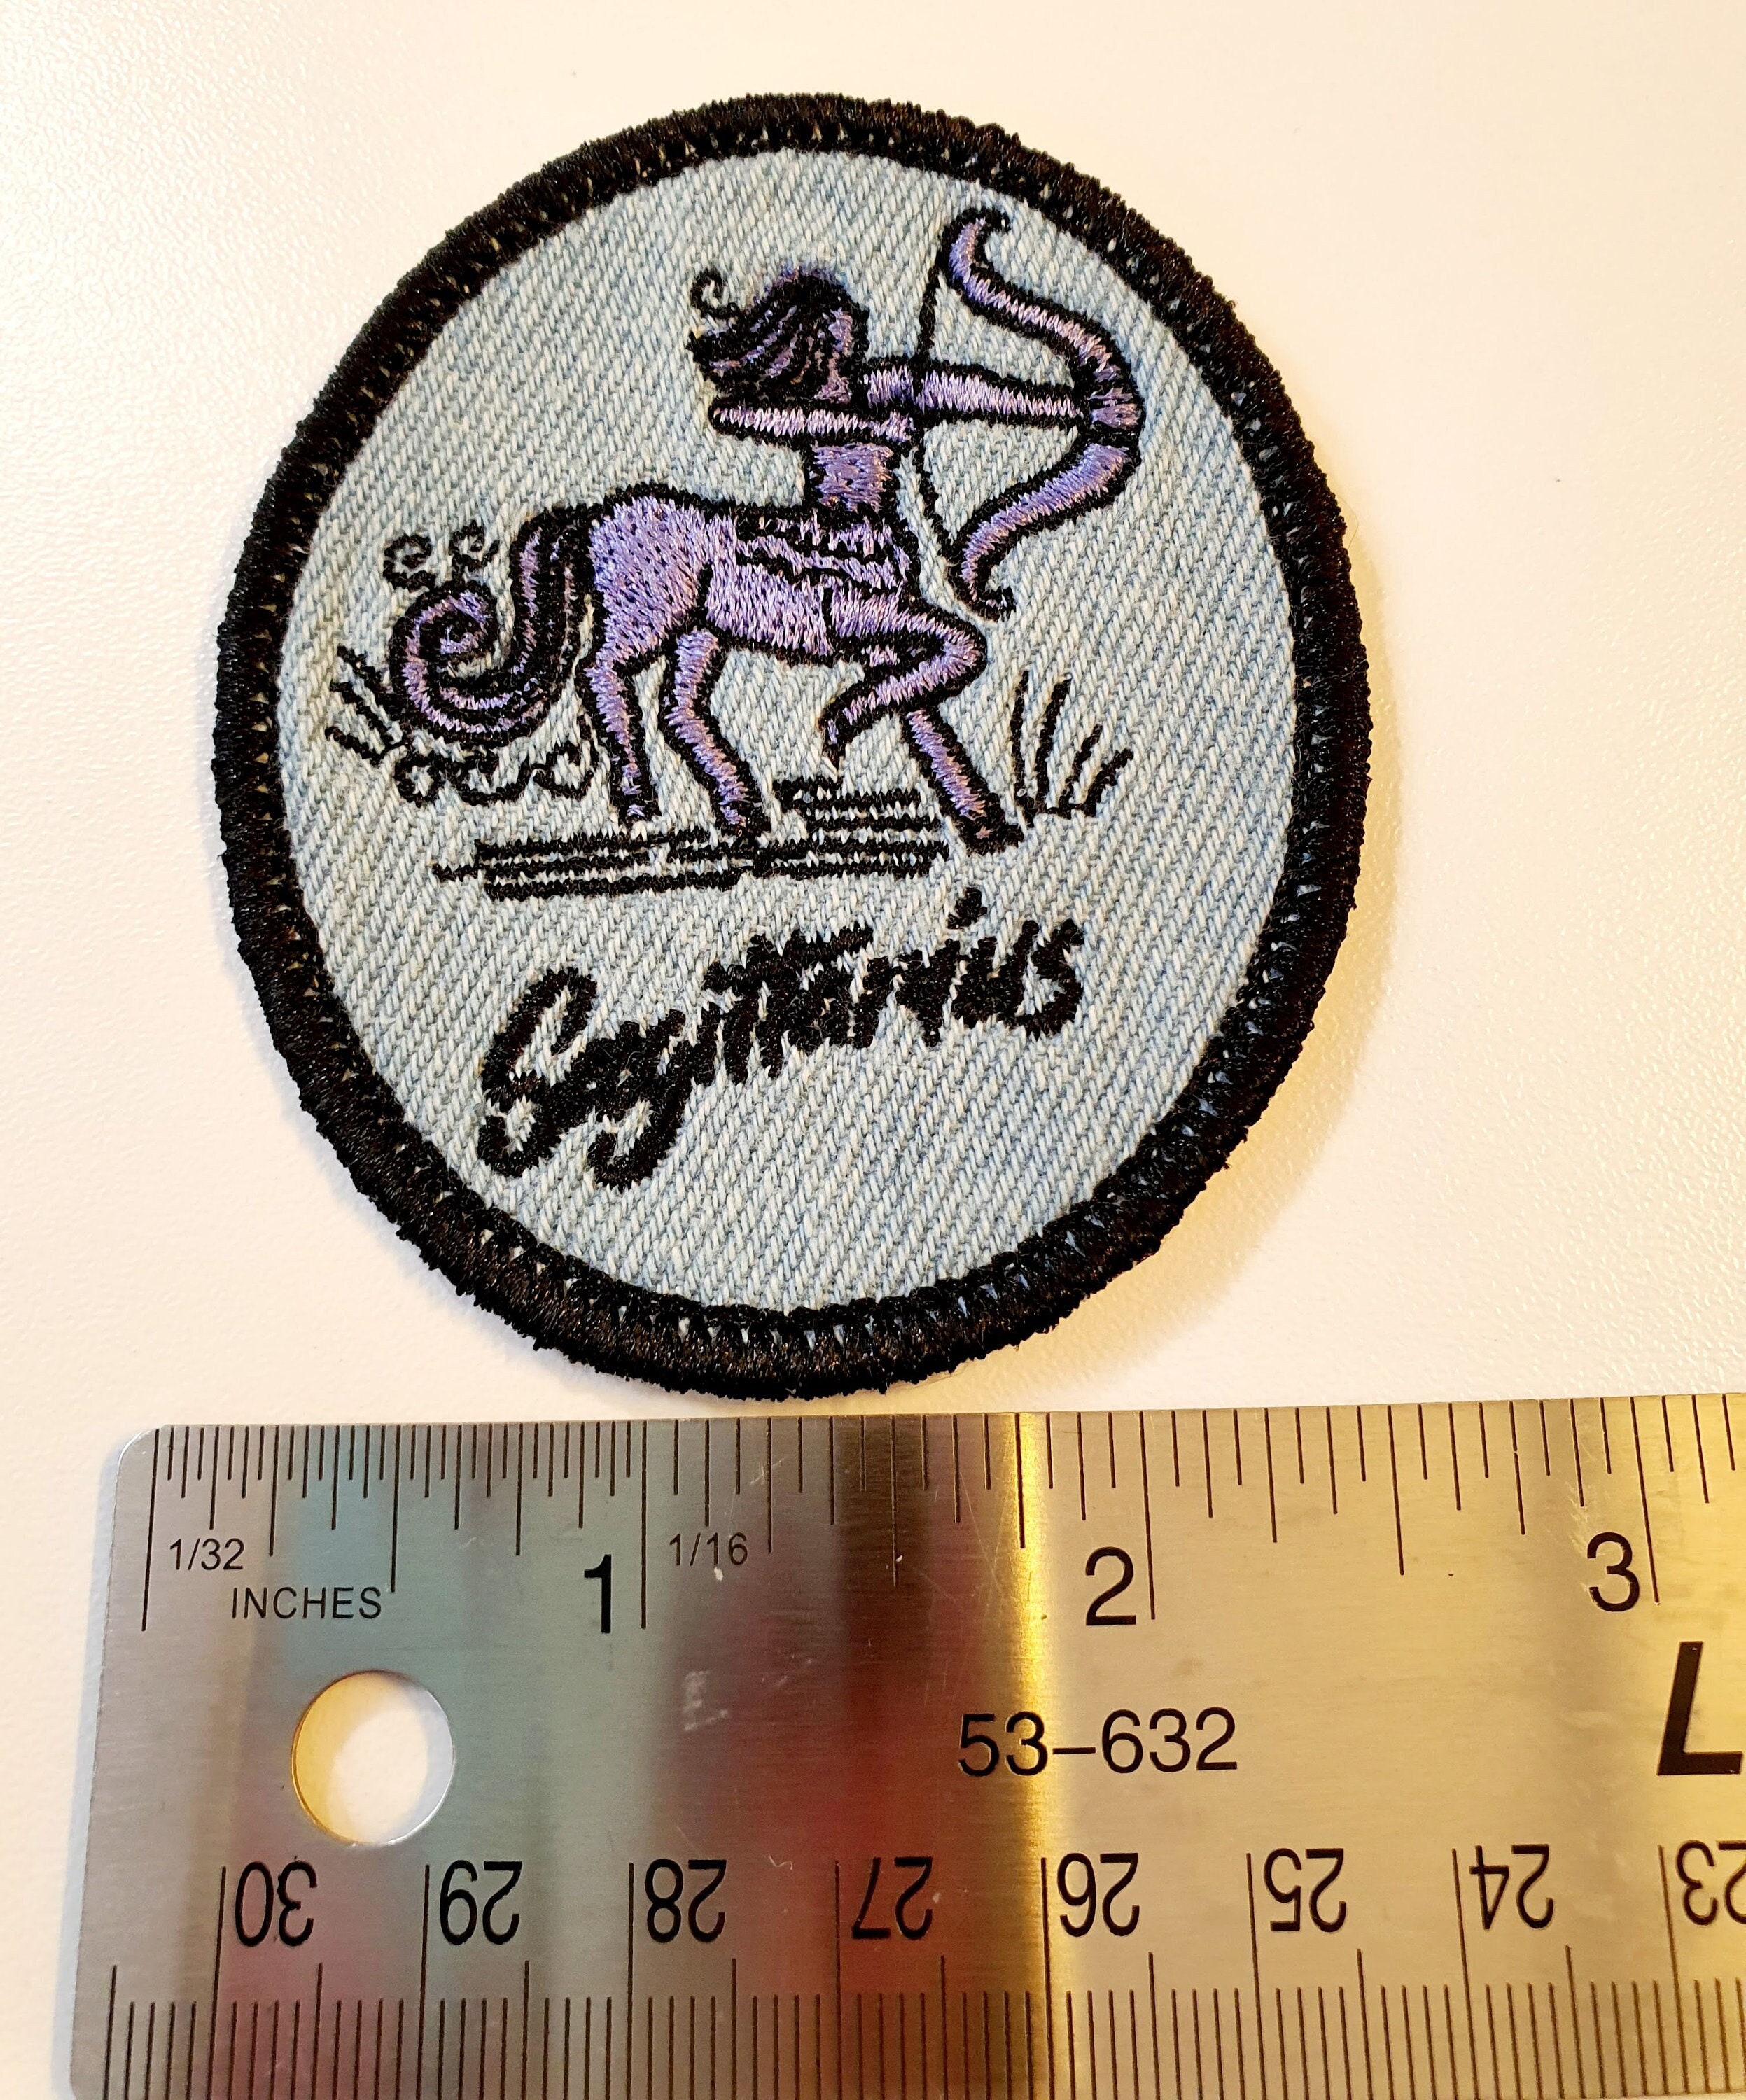 Sagittarius
1/32 1 1/16 2 3
INCHES
53–632
L
30 29 28 27 26 25 24 23